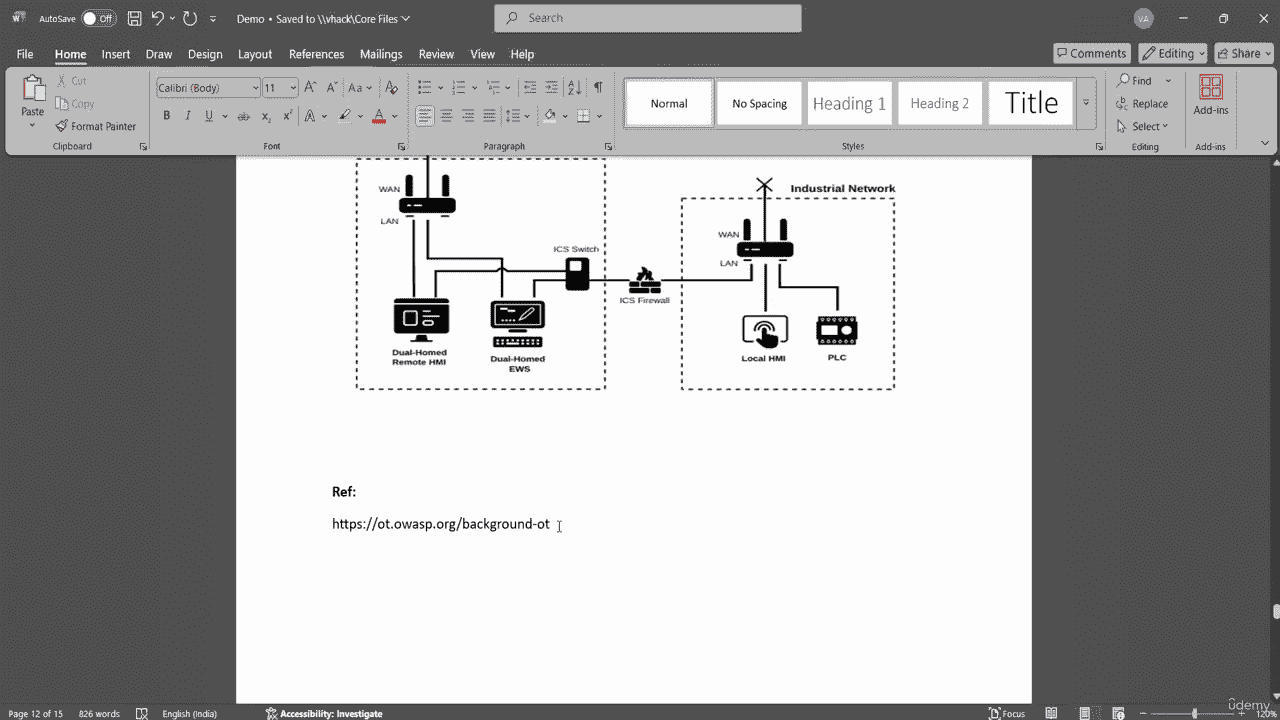 AutoSave Off Demo • Saved to \\hack\Doc files Search VA
File Home Insert Draw Design Layout References Mailings Review View Help Comments Editing Share
Paste Cut Copy Format Painter
Calibri (Body) 11
Normal No Spacing Heading 1 Heading 2 Title
Find Replace Select
Add-ins
Clipboard Font Paragraph Styles Editing Add-ins
WAN
LAN
ICS Switch
Dual-Homed
Remote HMI
Dual-Homed
EWS
ICS Firewall
Industrial Network
WAN
LAN
Local HMI
PLC
Ref:
https://ot.owasp.org/background-ot
Page 12 of 15 826 words English (India) Accessibility: Investigate Focus 120%
Udemy